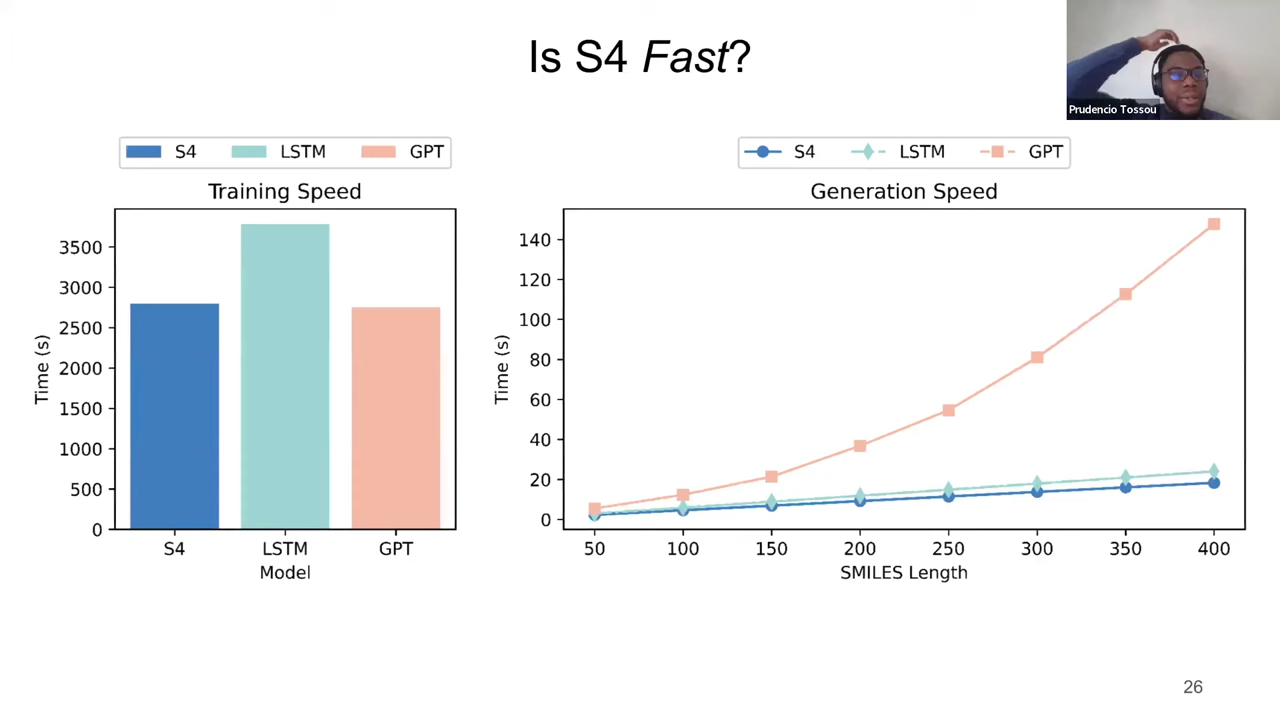 Is S4 Fast?
Prudencio Tossou
S4 LSTM GPT
Training Speed
Time (s)
3500
3000
2500
2000
1500
1000
500
0
S4 LSTM GPT
Model
S4 LSTM GPT
Generation Speed
Time (s)
140
120
100
80
60
40
20
0
50 100 150 200 250 300 350 400
SMILES Length
26